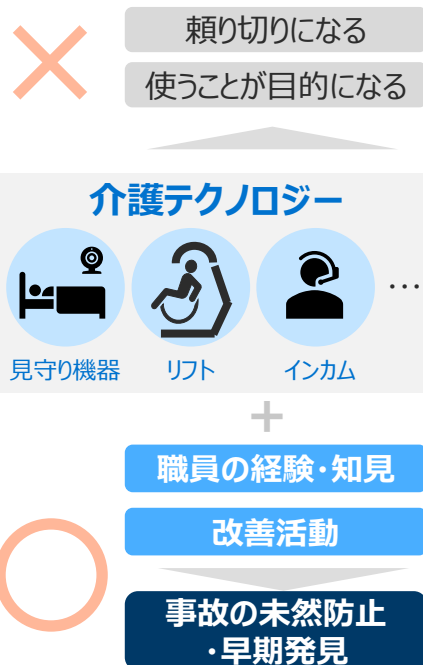 頼り切りになる
使うことが目的になる
介護テクノロジー
見守り機器
リフト
インカム
…
+
職員の経験・知見
改善活動
事故の未然防止
・早期発見